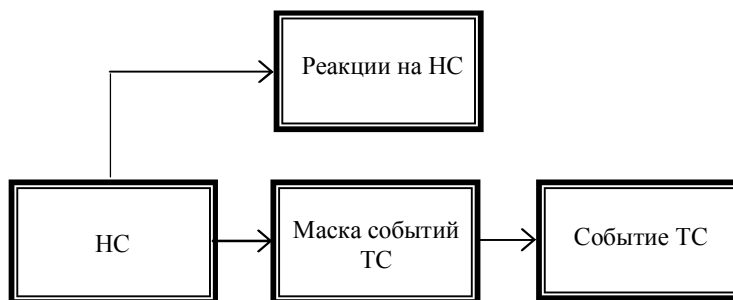 Реакции на НС
НС
Маска событий
ТС
Событие ТС